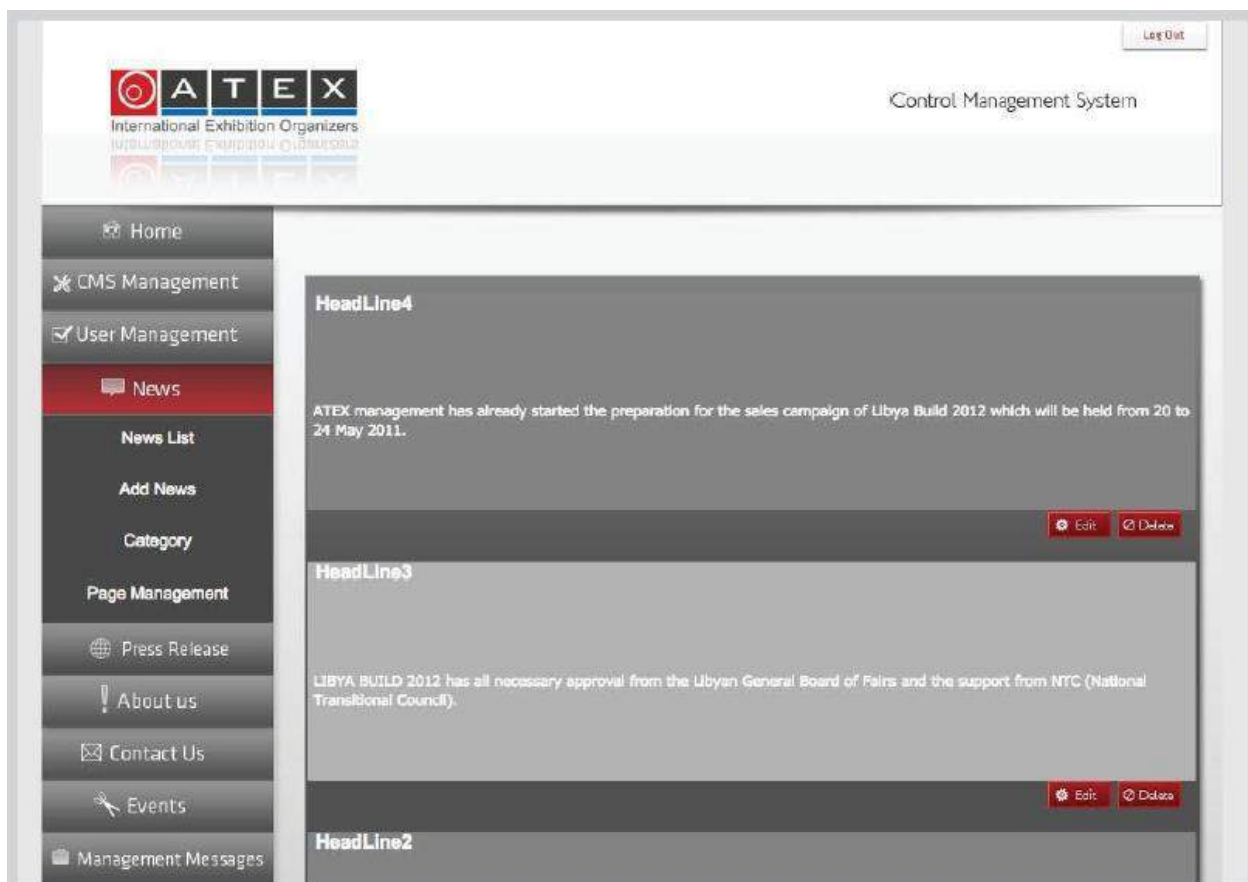 Log Out
ATEX
International Exhibition Organizers
Control Management System
Home
CMS Management
User Management
News
News List
Add News
Category
Page Management
Press Release
About us
Contact Us
Events
Management Messages
HeadLine4
ATEX management has already started the preparation for the sales campaign of Libya Build 2012 which will be held from 20 to
24 May 2011.
Edit Delete
HeadLine3
LIBYA BUILD 2012 has all necessary approval from the Libyan General Board of Fairs and the support from NTC (National
Transitional Council).
Edit Delete
HeadLine2